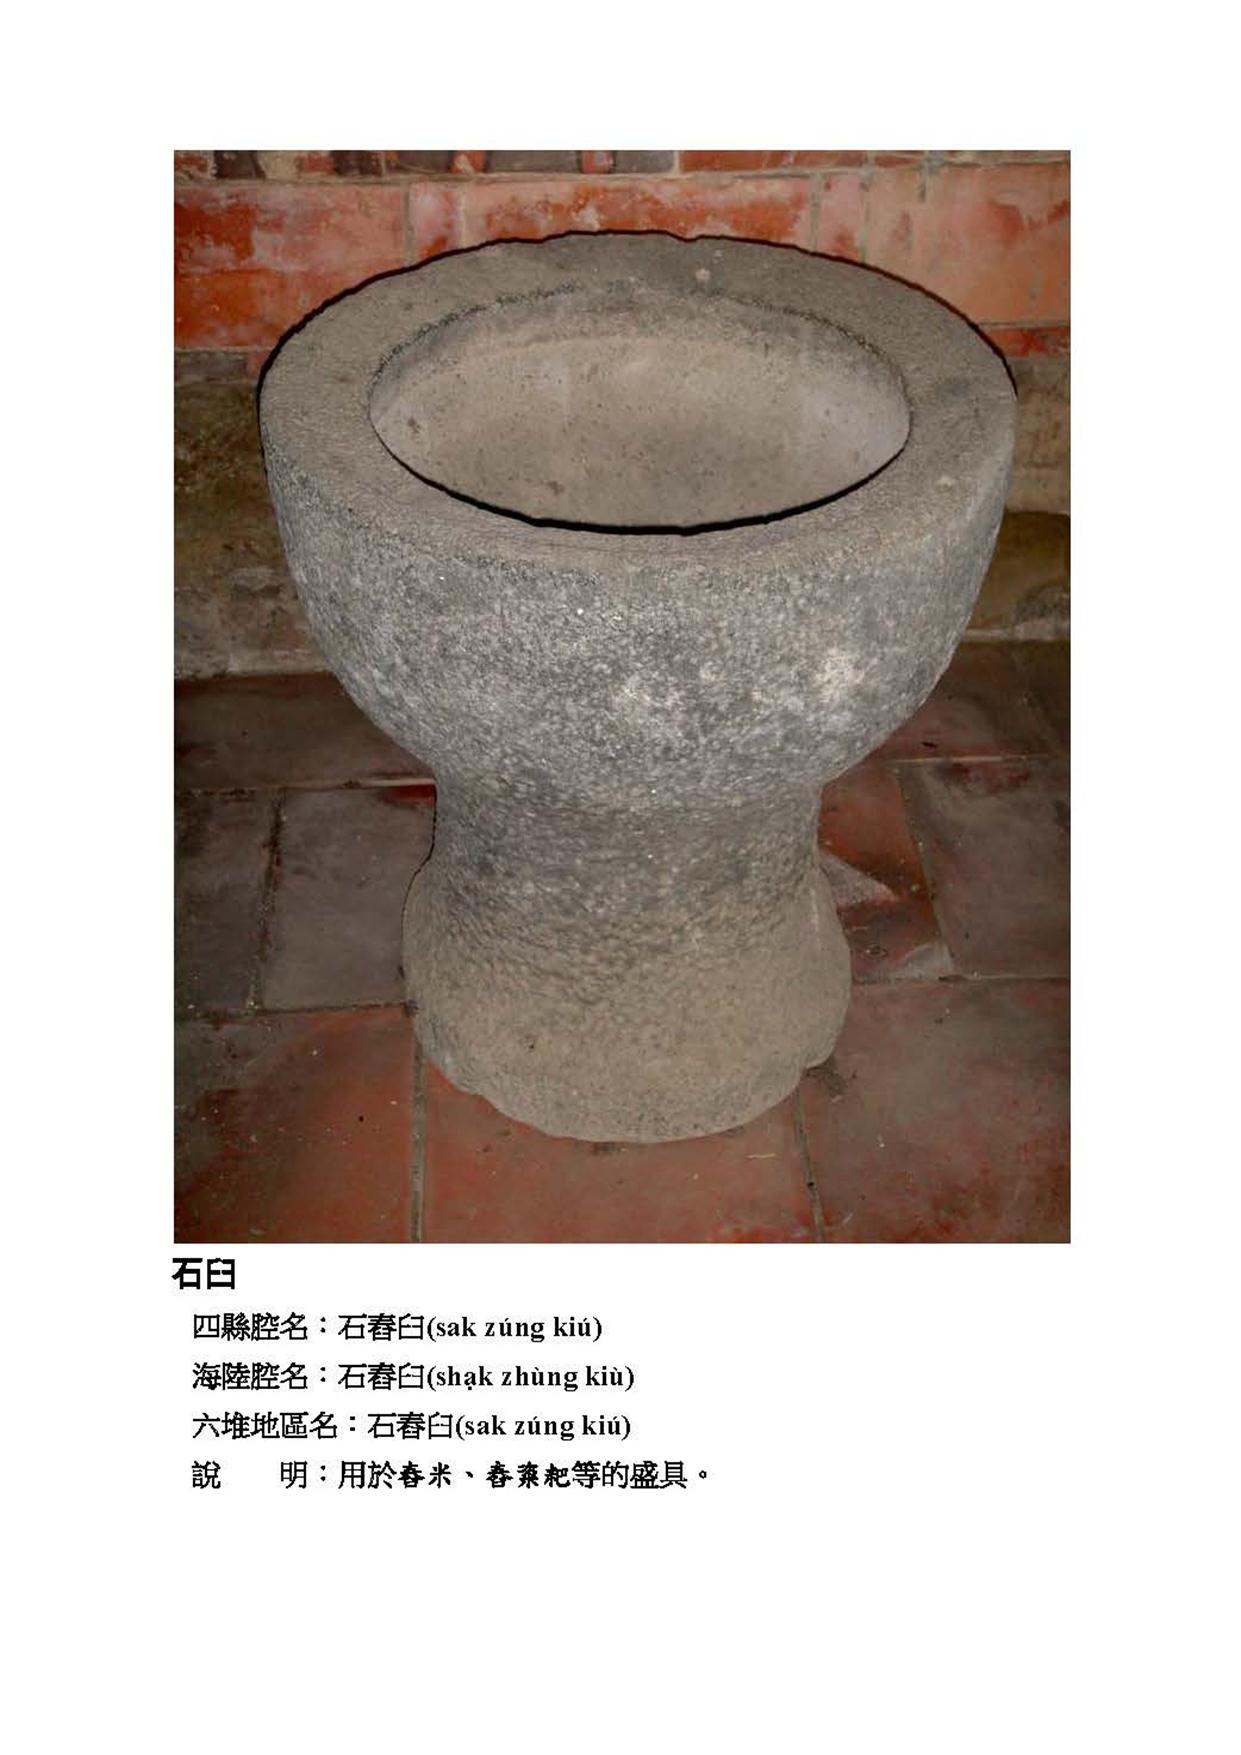 石臼
四縣腔名：石舂臼(sak zúng kiú)
海陸腔名：石舂臼(shạk zhùng kiù)
六堆地區名：石舂臼(sak zúng kiú)
說　　明：用於舂米、舂粢粑等的盛具。